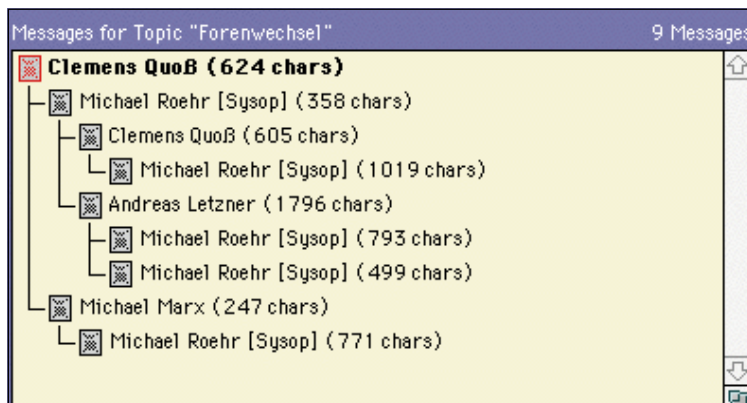 Messages for Topic "Forenwechsel" 9 Messages
Clemens Quoß (624 chars)
Michael Roehr [Sysop] (358 chars)
Clemens Quoß (605 chars)
Michael Roehr [Sysop] (1019 chars)
Andreas Letzner (1796 chars)
Michael Roehr [Sysop] (793 chars)
Michael Roehr [Sysop] (499 chars)
Michael Marx (247 chars)
Michael Roehr [Sysop] (771 chars)